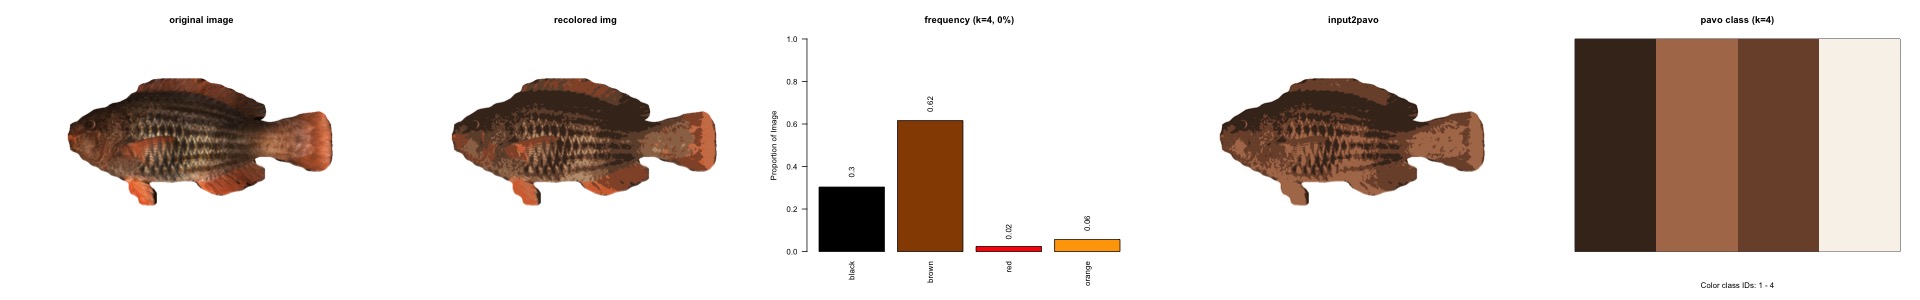 original image
recolored img
frequency (k=4, 0%)
input2pavo
pavo class (k=4)
Proportion of Image
1.0
0.8
0.6
0.4
0.2
0.0
0.3
0.62
0.02
0.06
black
brown
red
orange
Color class IDs: 1 - 4